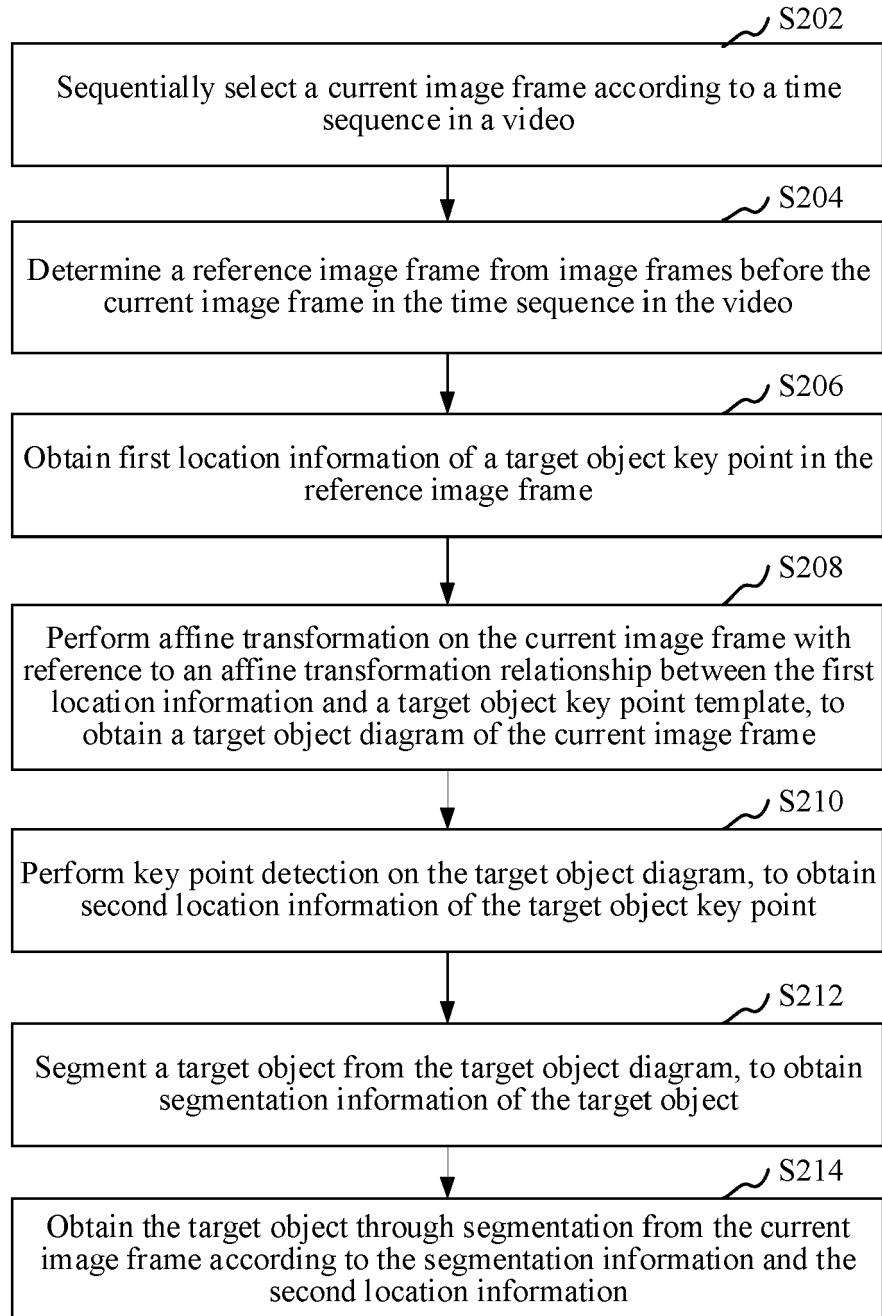 S202
Sequentially select a current image frame according to a time
sequence in a video
S204
Determine a reference image frame from image frames before the
current image frame in the time sequence in the video
S206
Obtain first location information of a target object key point in the
reference image frame
S208
Perform affine transformation on the current image frame with
reference to an affine transformation relationship between the first
location information and a target object key point template, to
obtain a target object diagram of the current image frame
S210
Perform key point detection on the target object diagram, to obtain
second location information of the target object key point
S212
Segment a target object from the target object diagram, to obtain
segmentation information of the target object
S214
Obtain the target object through segmentation from the current
image frame according to the segmentation information and the
second location information